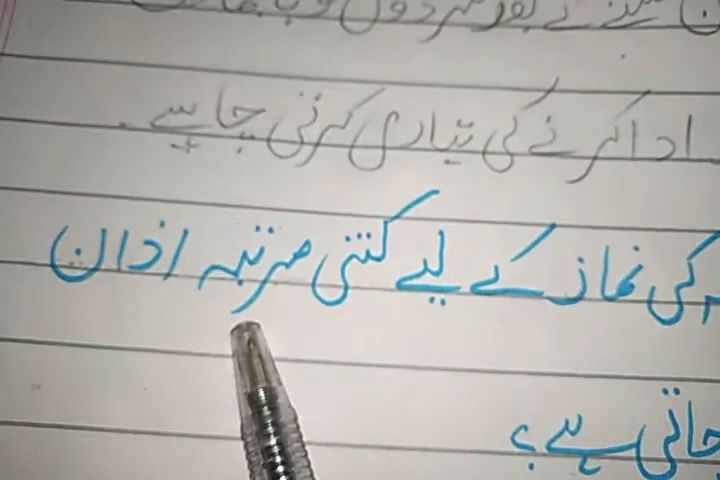 ادا کرنے کی تیاری کرنی چاہیے۔
کی نماز کے لیے کتنی مرتبہ اذان
جاتی ہے؟